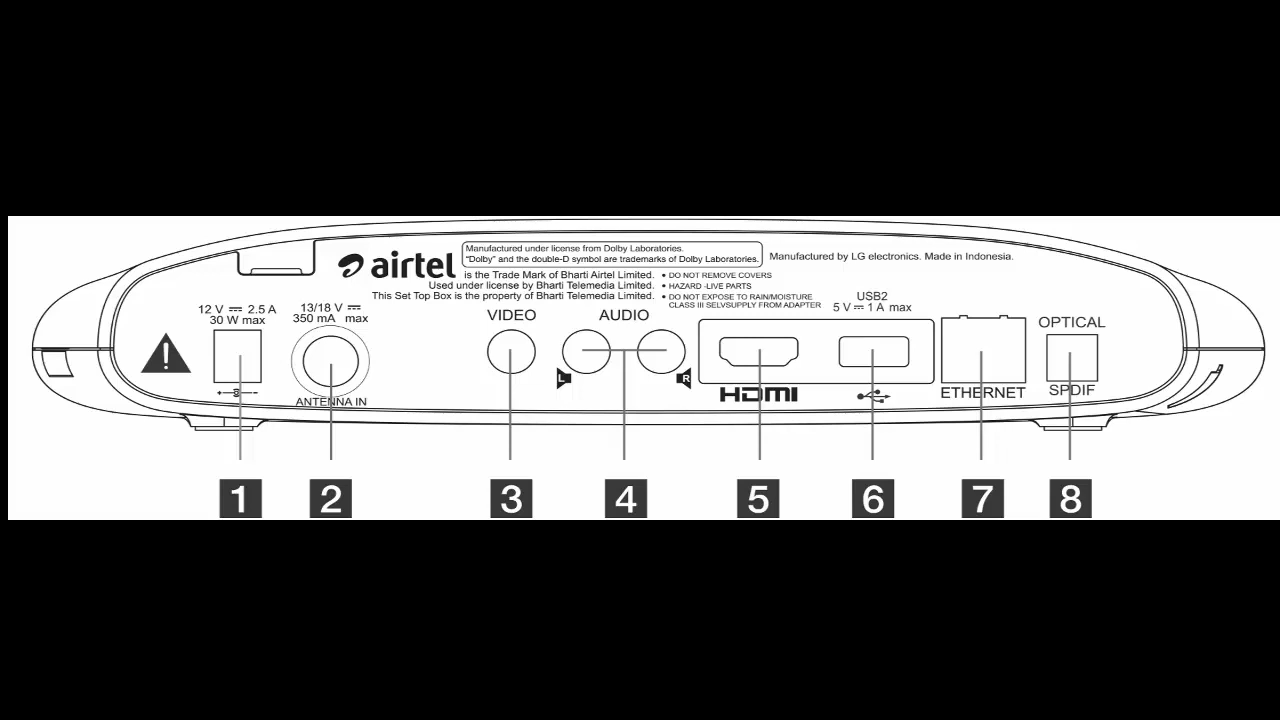 Manufactured under license from Dolby Laboratories.
"Dolby" and the double-D symbol are trademarks of Dolby Laboratories.
Manufactured by LG electronics. Made in Indonesia.
airtel is the Trade Mark of Bharti Airtel Limited.
Used under license by Bharti Telemedia Limited.
This Set Top Box is the property of Bharti Telemedia Limited.
• DO NOT REMOVE COVERS
• HAZARD -LIVE PARTS
• DO NOT EXPOSE TO RAIN/MOISTURE
CLASS III SELVSUPPLY FROM ADAPTER
12 V ⎓ 2.5 A
30 W max
13/18 V ⎓
350 mA max
ANTENNA IN
VIDEO
AUDIO
L
R
HDMI
USB2
5 V ⎓ 1 A max
ETHERNET
OPTICAL
SPDIF
1 2 3 4 5 6 7 8